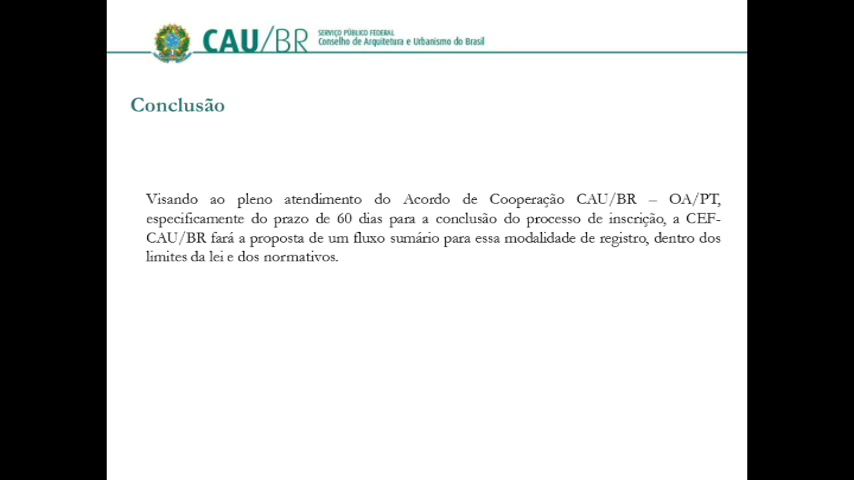 CAU/BR
SERVIÇO PÚBLICO FEDERAL
Conselho de Arquitetura e Urbanismo do Brasil
Conclusão
Visando ao pleno atendimento do Acordo de Cooperação CAU/BR – OA/PT,
especificamente do prazo de 60 dias para a conclusão do processo de inscrição, a CEF-
CAU/BR fará a proposta de um fluxo sumário para essa modalidade de registro, dentro dos
limites da lei e dos normativos.